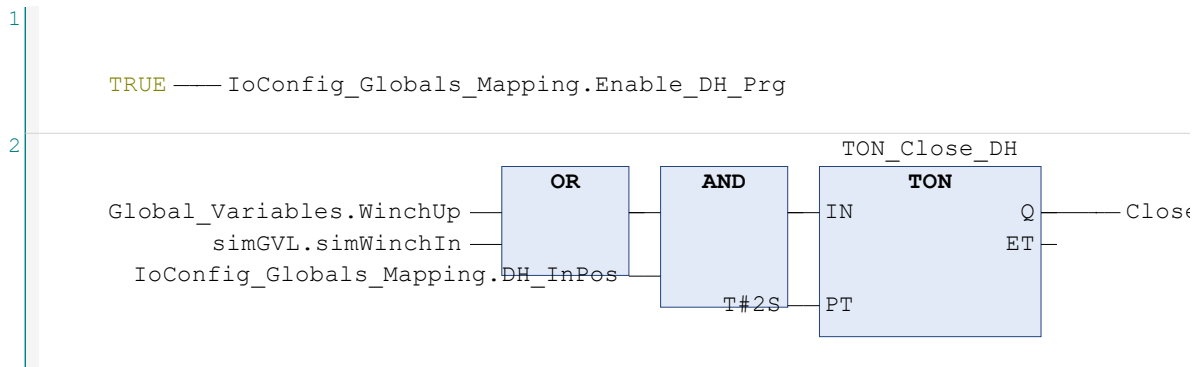 1
TRUE IoConfig_Globals_Mapping.Enable_DH_Prg
2
TON_Close_DH
OR AND TON
Global_Variables.WinchUp IN Q Close
simGVL.simWinchIn ET
IoConfig_Globals_Mapping.DH_InPos
T#2S PT